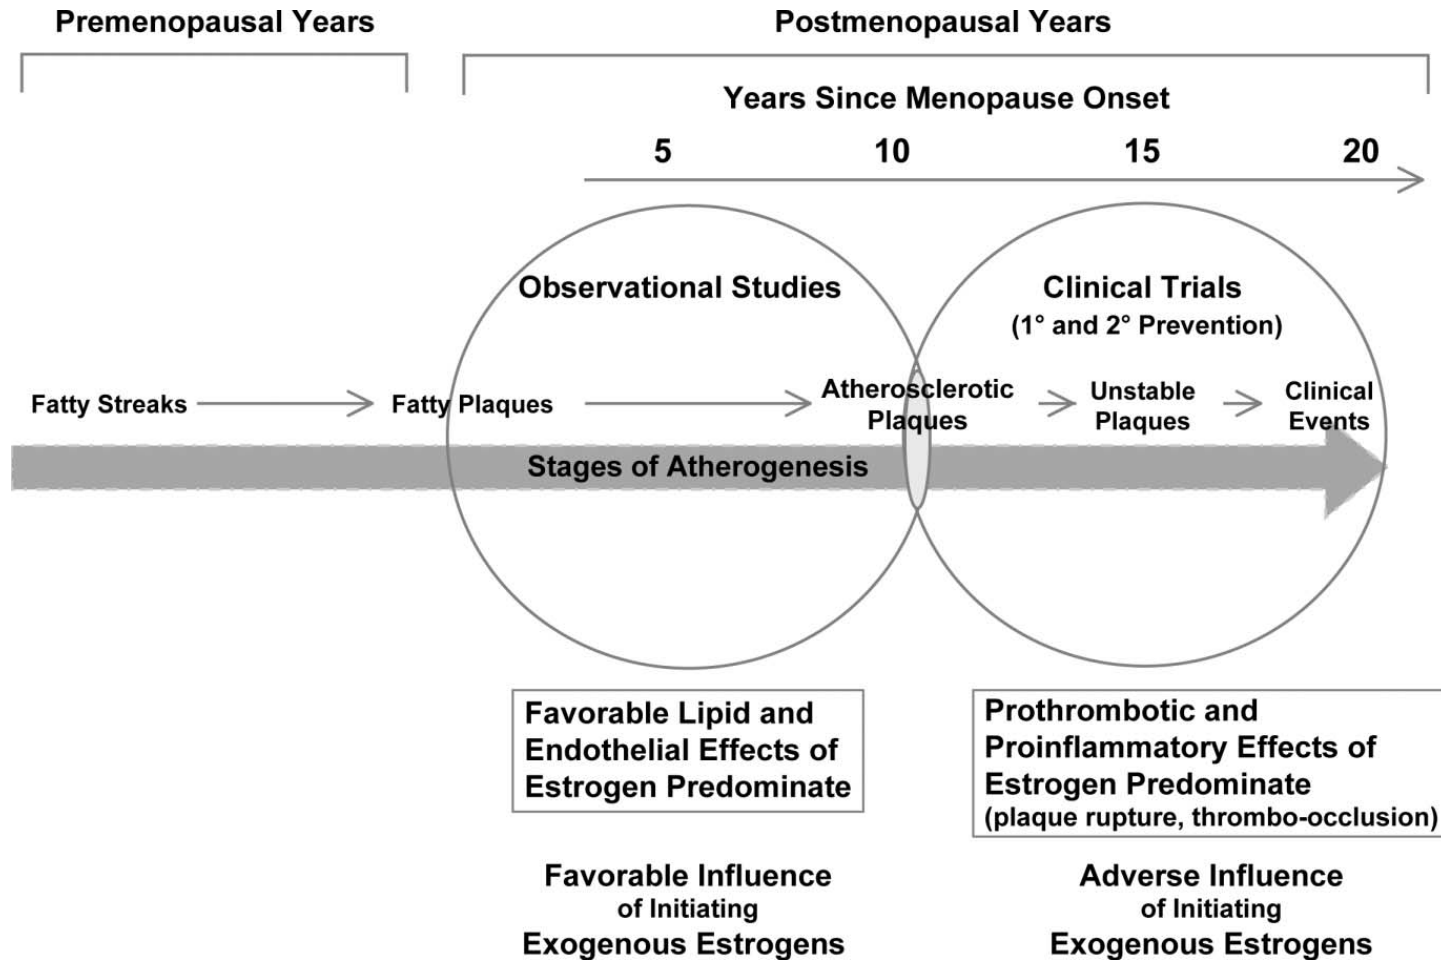 Premenopausal Years
Postmenopausal Years
Years Since Menopause Onset
5 10 15 20
Observational Studies
Clinical Trials
(1° and 2° Prevention)
Fatty Streaks
Fatty Plaques
Atherosclerotic
Plaques
Unstable
Plaques
Clinical
Events
Stages of Atherogenesis
Favorable Lipid and
Endothelial Effects of
Estrogen Predominate
Prothrombotic and
Proinflammatory Effects of
Estrogen Predominate
(plaque rupture, thrombo-occlusion)
Favorable Influence
of Initiating
Exogenous Estrogens
Adverse Influence
of Initiating
Exogenous Estrogens